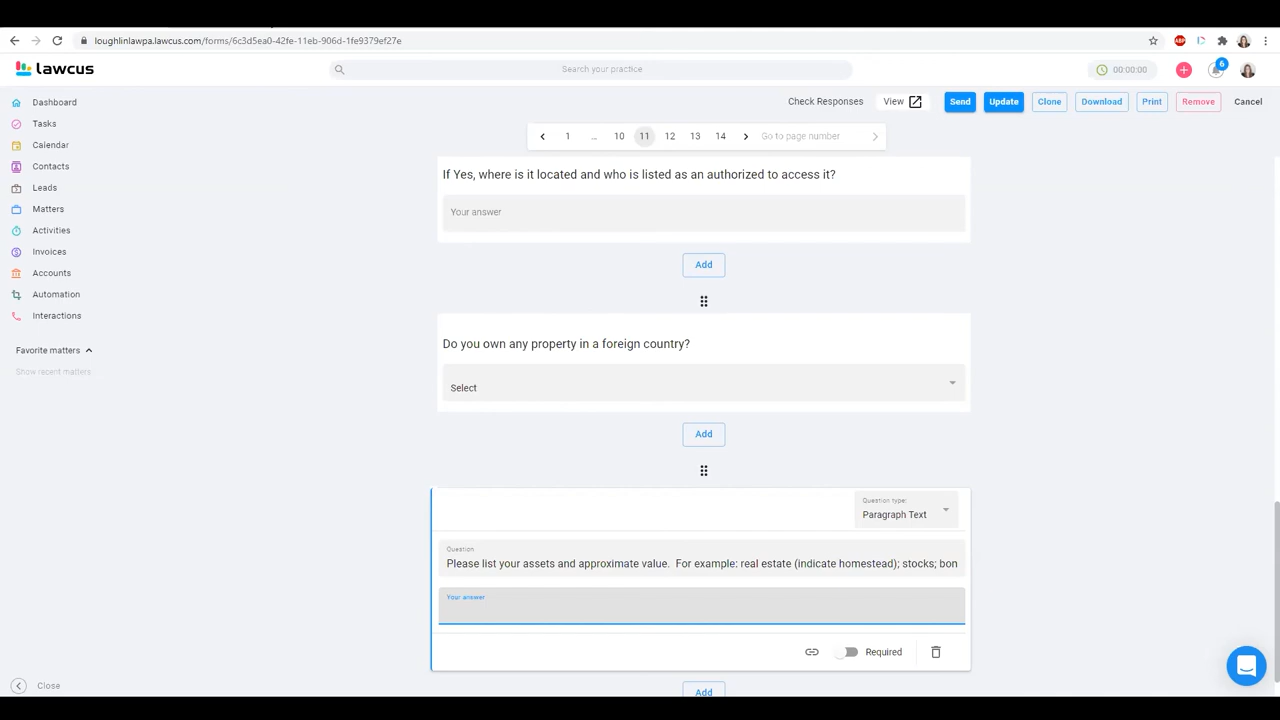 loughlinlawpa.lawcus.com/forms/6c3d5ea0-42fe-11eb-906d-1fe9379ef27e
ABP
lawcus
Search your practice
00:00:00
6
Check Responses
View
Send
Update
Clone
Download
Print
Remove
Cancel
Dashboard
Tasks
Calendar
Contacts
Leads
Matters
Activities
Invoices
Accounts
Automation
Interactions
Favorite matters
Show recent matters
1 ... 10 11 12 13 14
Go to page number
If Yes, where is it located and who is listed as an authorized to access it?
Your answer
Add
Do you own any property in a foreign country?
Select
Add
Question type:
Paragraph Text
Question
Please list your assets and approximate value.  For example: real estate (indicate homestead); stocks; bon
Your answer
Required
Add
Close